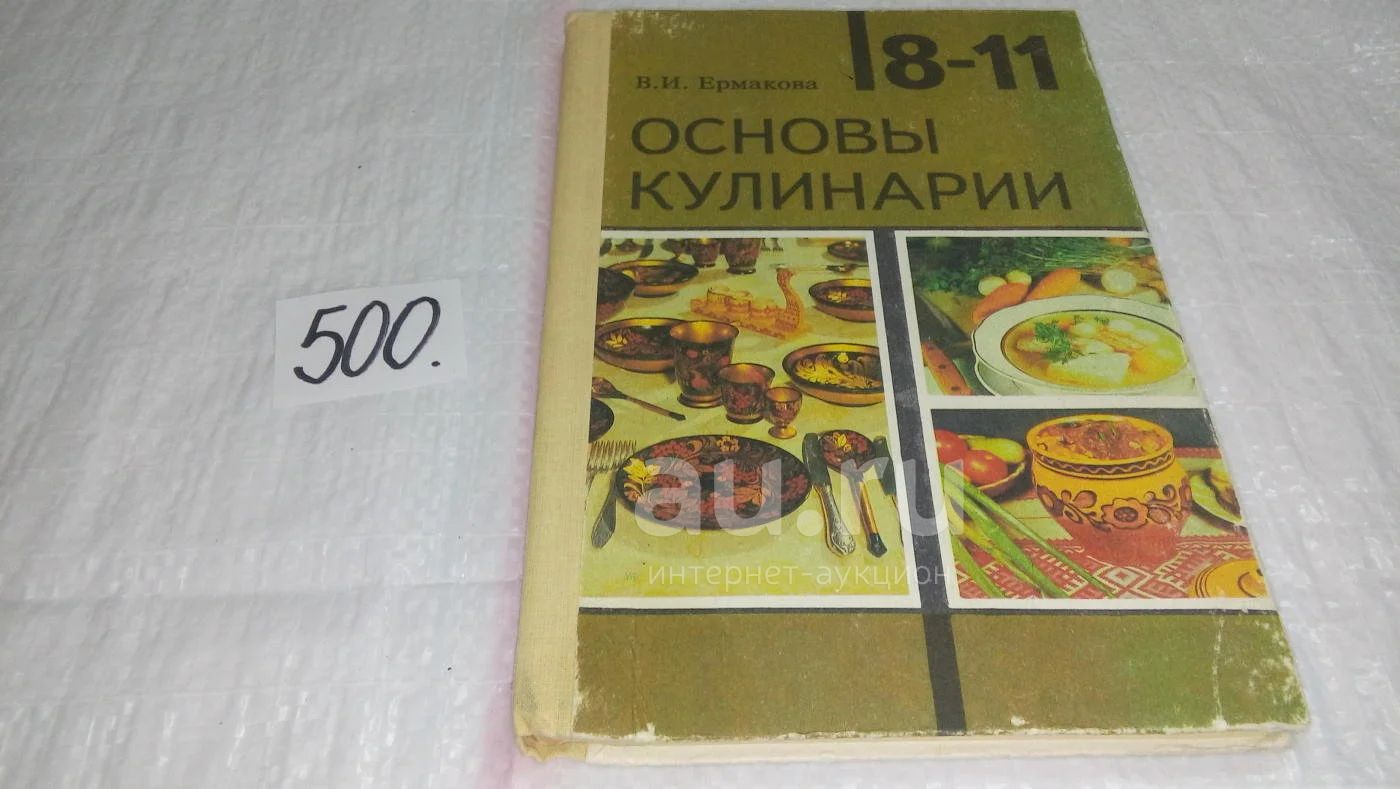 8-11
В.И. Ермакова
ОСНОВЫ
КУЛИНАРИИ
500.
au.ru
интернет-аукцион